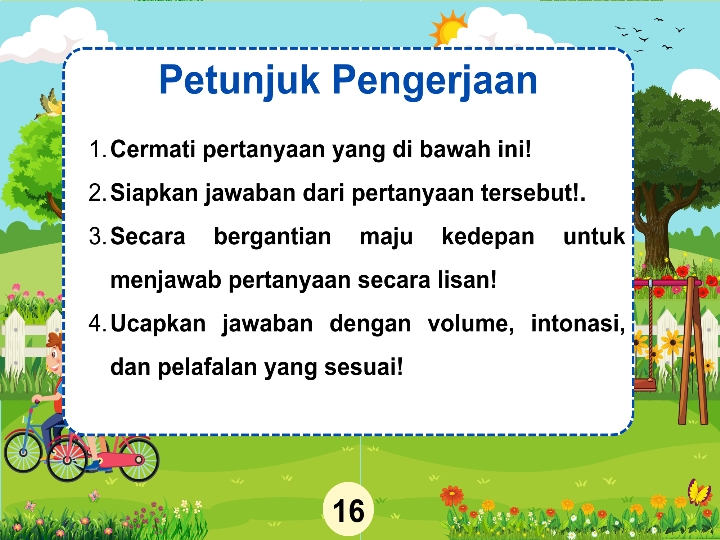 Petunjuk Pengerjaan
1. Cermati pertanyaan yang di bawah ini!
2. Siapkan jawaban dari pertanyaan tersebut!.
3. Secara bergantian maju kedepan untuk
menjawab pertanyaan secara lisan!
4. Ucapkan jawaban dengan volume, intonasi,
dan pelafalan yang sesuai!
16